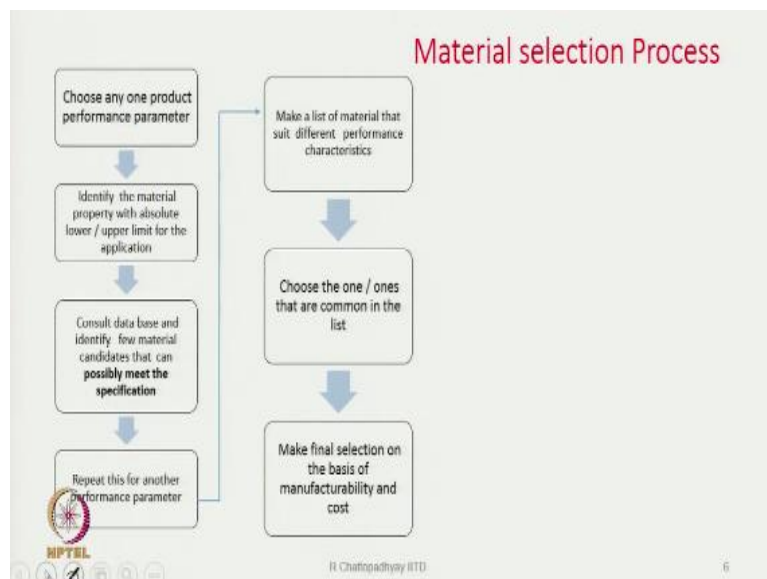 Material selection Process
Choose any one product
performance parameter
Identify the material
property with absolute
lower / upper limit for the
application
Consult data base and
identify few material
candidates that can
possibly meet the
specification
Repeat this for another
performance parameter
Make a list of material that
suit different performance
characteristics
Choose the one / ones
that are common in the
list
Make final selection on
the basis of
manufacturability and
cost
NPTEL
R Chattopadhyay IITD
6